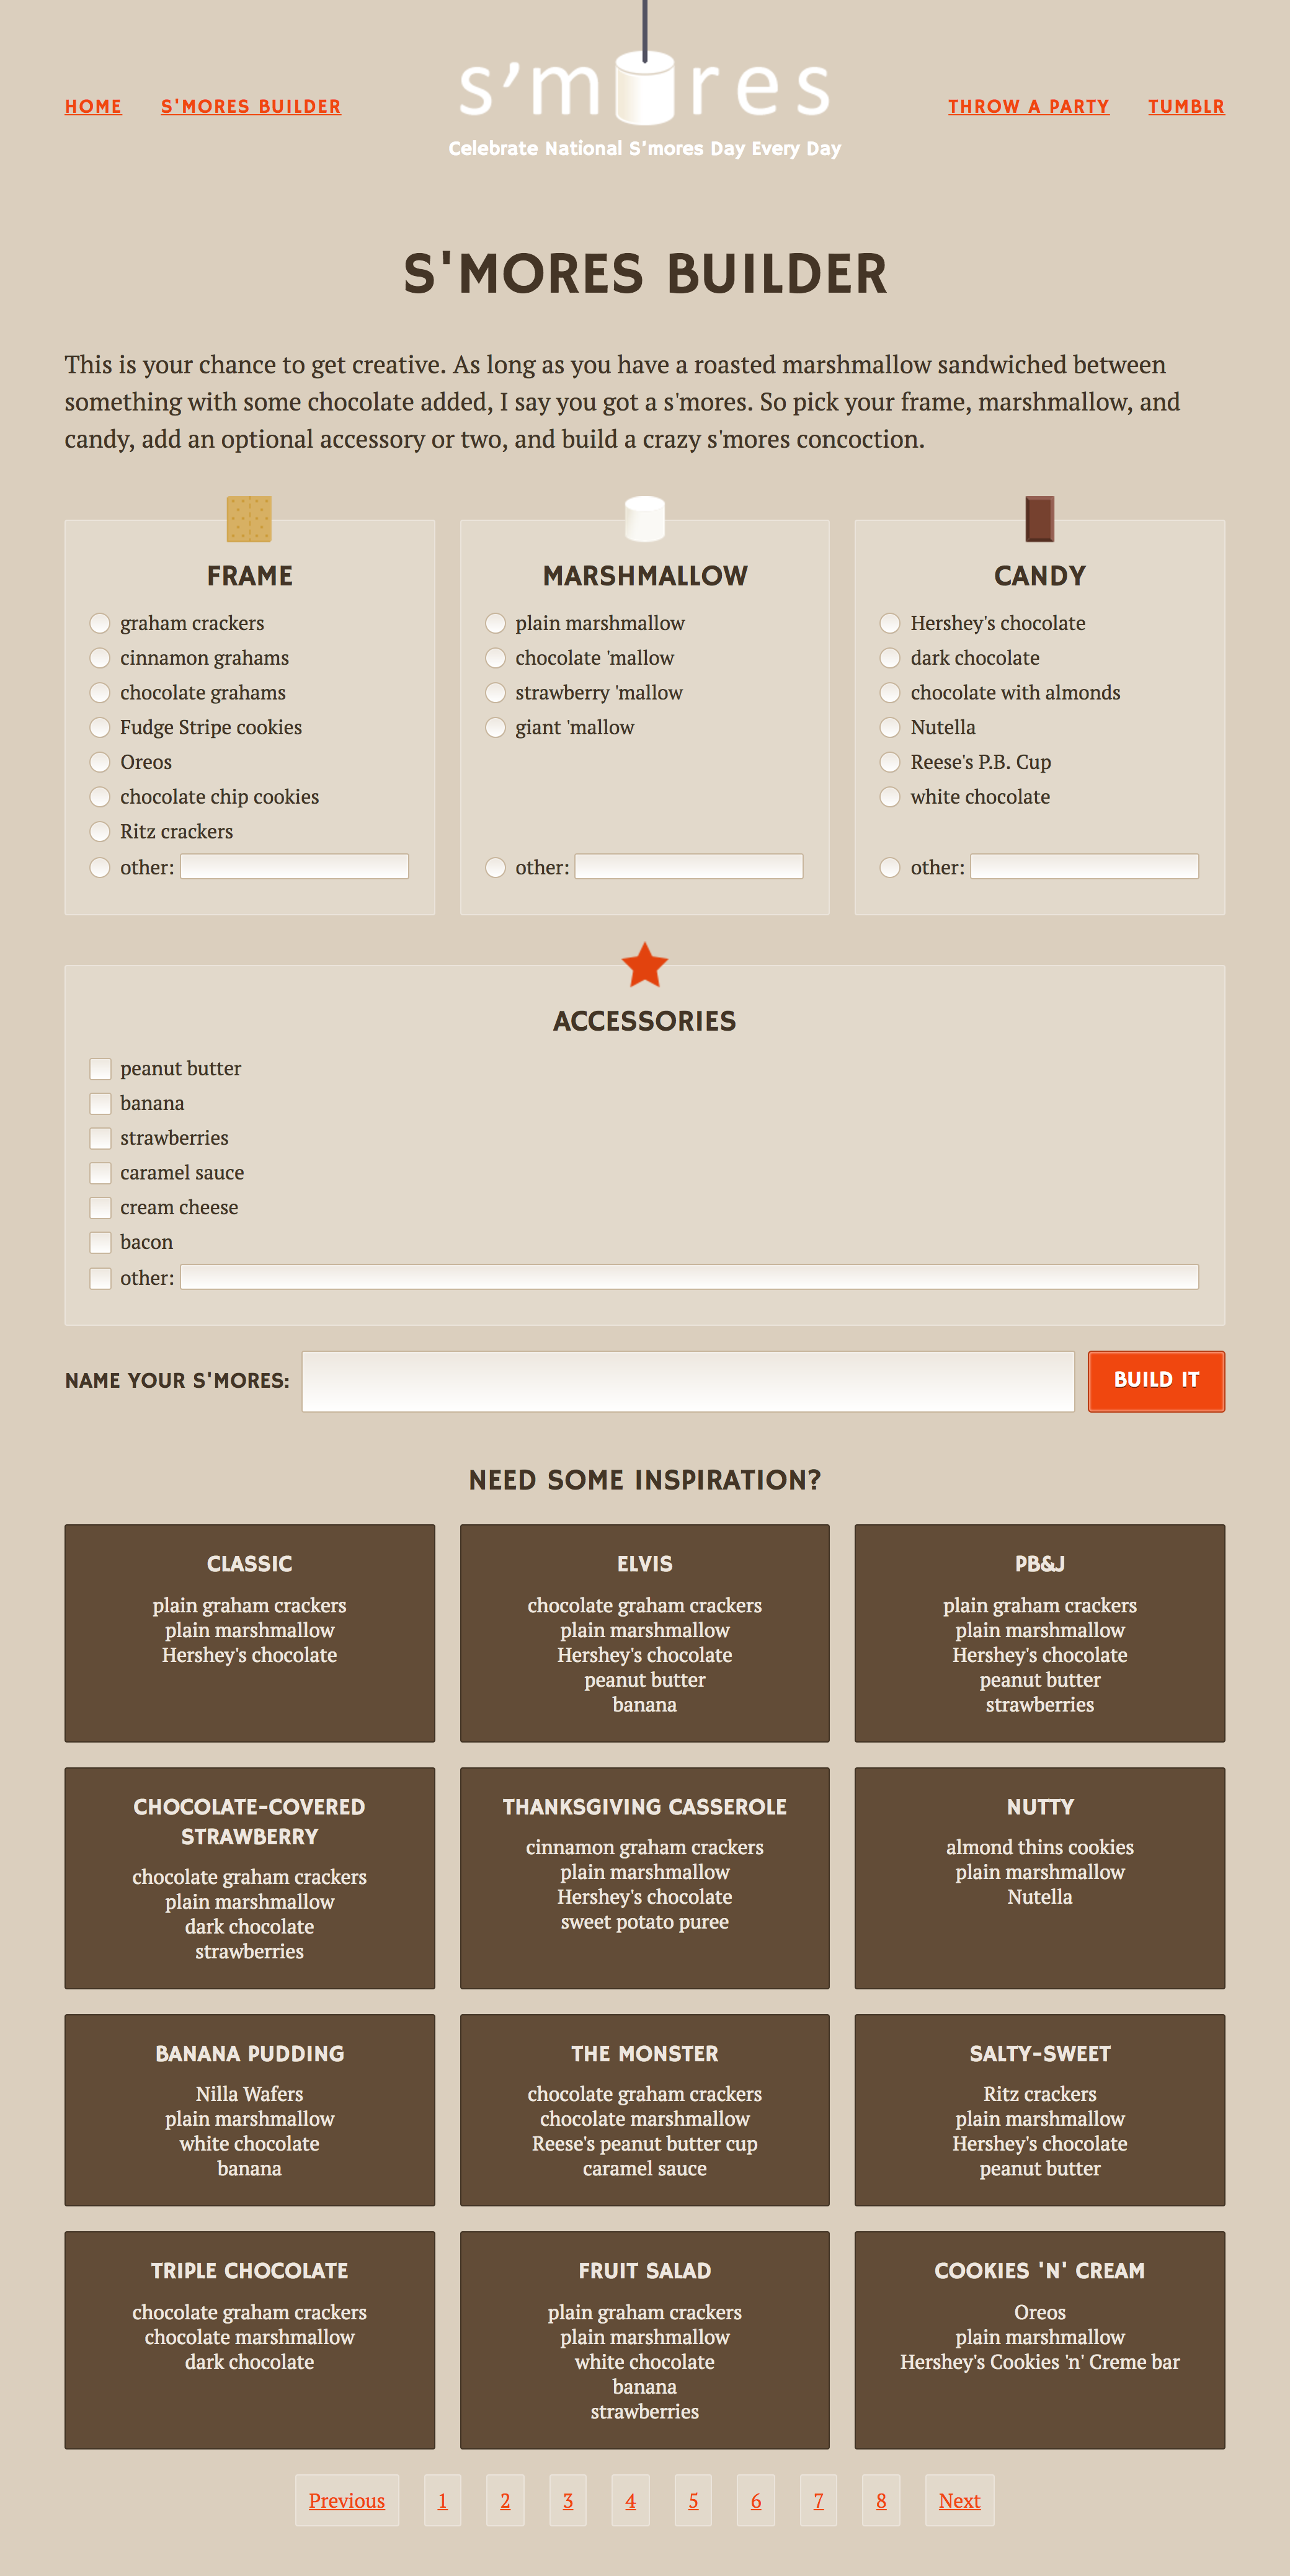 HOME
S'MORES BUILDER
s'mores
THROW A PARTY
TUMBLR
Celebrate National S'mores Day Every Day
S'MORES BUILDER
This is your chance to get creative. As long as you have a roasted marshmallow sandwiched between
something with some chocolate added, I say you got a s'mores. So pick your frame, marshmallow, and
candy, add an optional accessory or two, and build a crazy s'mores concoction.
FRAME
graham crackers
cinnamon grahams
chocolate grahams
Fudge Stripe cookies
Oreos
chocolate chip cookies
Ritz crackers
other:
MARSHMALLOW
plain marshmallow
chocolate 'mallow
strawberry 'mallow
giant 'mallow
other:
CANDY
Hershey's chocolate
dark chocolate
chocolate with almonds
Nutella
Reese's P.B. Cup
white chocolate
other:
ACCESSORIES
peanut butter
banana
strawberries
caramel sauce
cream cheese
bacon
other:
NAME YOUR S'MORES:
BUILD IT
NEED SOME INSPIRATION?
CLASSIC
plain graham crackers
plain marshmallow
Hershey's chocolate
ELVIS
chocolate graham crackers
plain marshmallow
Hershey's chocolate
peanut butter
banana
PB&J
plain graham crackers
plain marshmallow
Hershey's chocolate
peanut butter
strawberries
CHOCOLATE-COVERED
STRAWBERRY
chocolate graham crackers
plain marshmallow
dark chocolate
strawberries
THANKSGIVING CASSEROLE
cinnamon graham crackers
plain marshmallow
Hershey's chocolate
sweet potato puree
NUTTY
almond thins cookies
plain marshmallow
Nutella
BANANA PUDDING
Nilla Wafers
plain marshmallow
white chocolate
banana
THE MONSTER
chocolate graham crackers
chocolate marshmallow
Reese's peanut butter cup
caramel sauce
SALTY-SWEET
Ritz crackers
plain marshmallow
Hershey's chocolate
peanut butter
TRIPLE CHOCOLATE
chocolate graham crackers
chocolate marshmallow
dark chocolate
FRUIT SALAD
plain graham crackers
plain marshmallow
white chocolate
banana
strawberries
COOKIES 'N' CREAM
Oreos
plain marshmallow
Hershey's Cookies 'n' Creme bar
Previous 1 2 3 4 5 6 7 8 Next